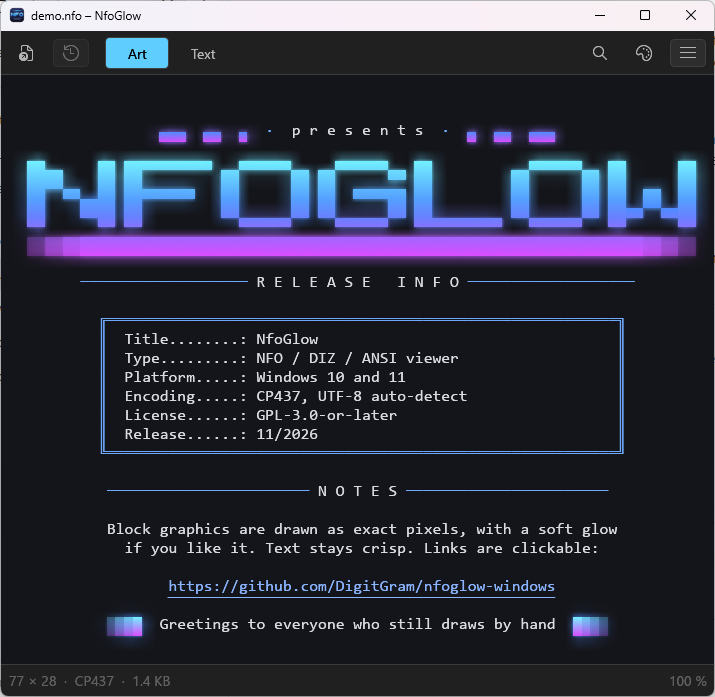 demo.nfo – NfoGlow
Art Text
· presents ·
NFOGLOW
RELEASE INFO
Title........: NfoGlow
Type.........: NFO / DIZ / ANSI viewer
Platform.....: Windows 10 and 11
Encoding.....: CP437, UTF-8 auto-detect
License......: GPL-3.0-or-later
Release......: 11/2026
NOTES
Block graphics are drawn as exact pixels, with a soft glow
if you like it. Text stays crisp. Links are clickable:
https://github.com/DigitGram/nfoglow-windows
Greetings to everyone who still draws by hand
77 × 28 · CP437 · 1.4 KB 100 %